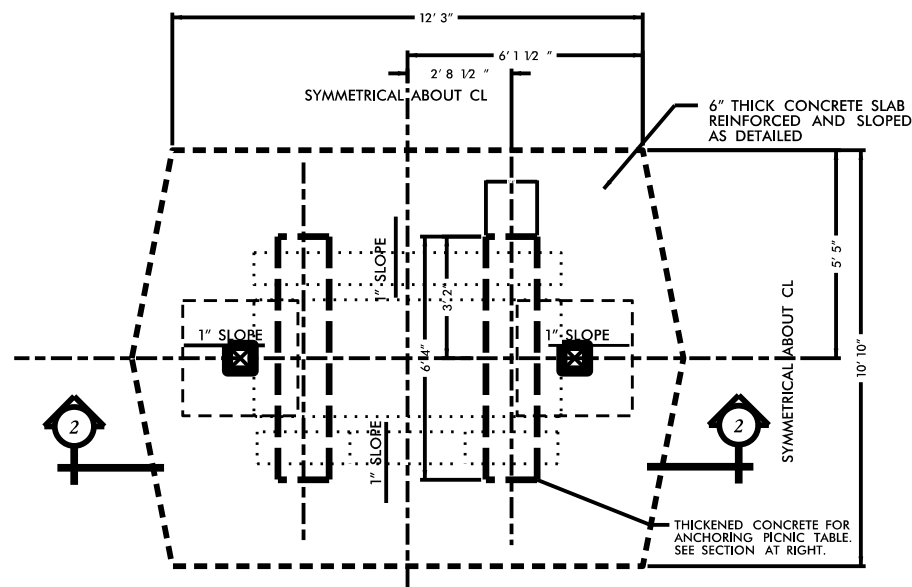 12' 3"
6' 1 1/2 "
2' 8 1/2 "
SYMMETRICAL ABOUT CL
6" THICK CONCRETE SLAB
REINFORCED AND SLOPED
AS DETAILED
1" SLOPE
5' 5"
3' 2"
1" SLOPE
1" SLOPE
6' 4"
SYMMETRICAL ABOUT CL
10' 10"
2
2
1" SLOPE
THICKENED CONCRETE FOR
ANCHORING PICNIC TABLE.
SEE SECTION AT RIGHT.